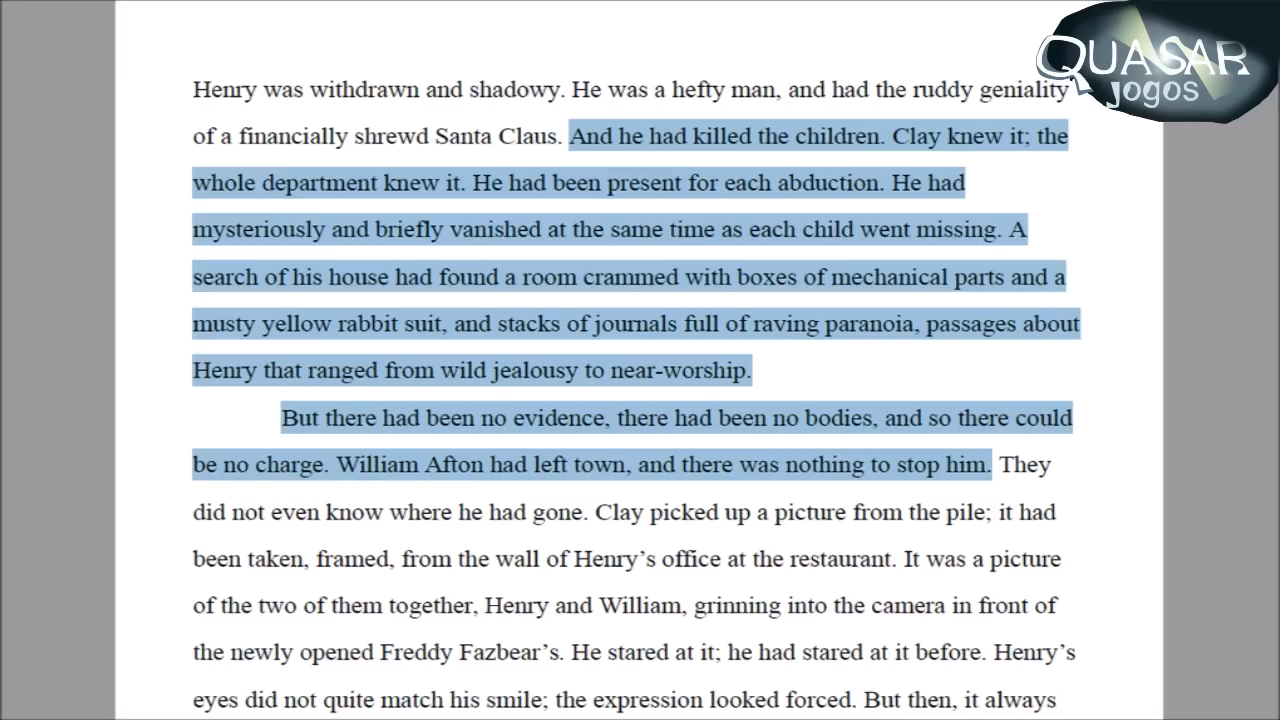 QUASAR
jogos
Henry was withdrawn and shadowy. He was a hefty man, and had the ruddy geniality
of a financially shrewd Santa Claus. And he had killed the children. Clay knew it; the
whole department knew it. He had been present for each abduction. He had
mysteriously and briefly vanished at the same time as each child went missing. A
search of his house had found a room crammed with boxes of mechanical parts and a
musty yellow rabbit suit, and stacks of journals full of raving paranoia, passages about
Henry that ranged from wild jealousy to near-worship.
But there had been no evidence, there had been no bodies, and so there could
be no charge. William Afton had left town, and there was nothing to stop him. They
did not even know where he had gone. Clay picked up a picture from the pile; it had
been taken, framed, from the wall of Henry’s office at the restaurant. It was a picture
of the two of them together, Henry and William, grinning into the camera in front of
the newly opened Freddy Fazbear’s. He stared at it; he had stared at it before. Henry’s
eyes did not quite match his smile; the expression looked forced. But then, it always